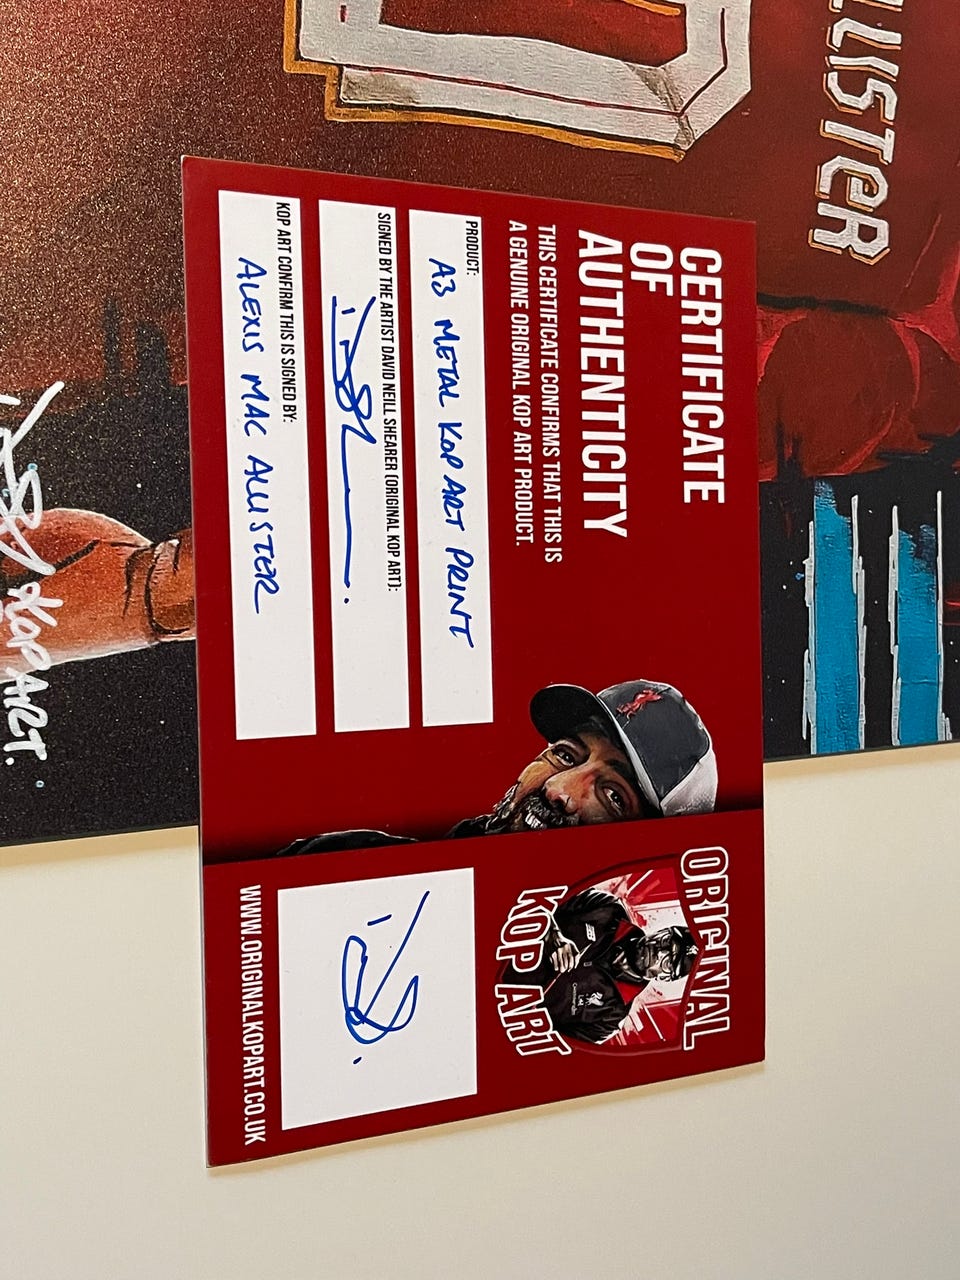 LLISTER
CERTIFICATE
OF
AUTHENTICITY
THIS CERTIFICATE CONFIRMS THAT THIS IS
A GENUINE ORIGINAL KOP ART PRODUCT.
PRODUCT:
A3 METAL KOP ART PRINT
SIGNED BY THE ARTIST DAVID NEILL SHEARER (ORIGINAL KOP ART):
KOP ART CONFIRM THIS IS SIGNED BY:
ALEXIS MAC ALLISTER
ORIGINAL
KOP ART
WWW.ORIGINALKOPART.CO.UK
KOP ART.